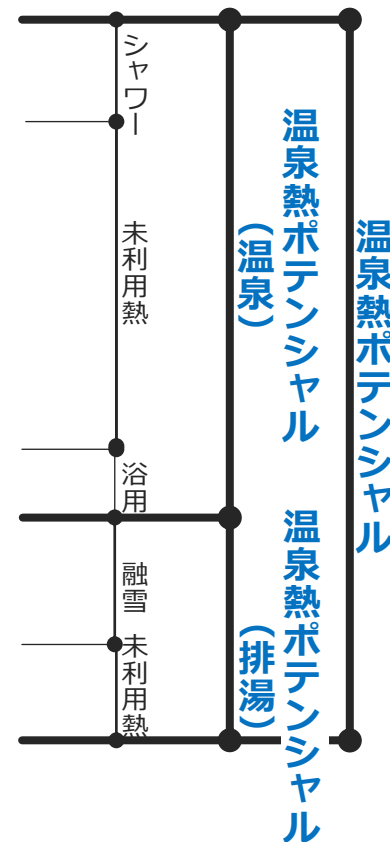 シャワー
未利用熱
浴用
融雪
未利用熱
温泉熱ポテンシャル
（温泉）
温泉熱ポテンシャル
（排湯）
温泉熱ポテンシャル